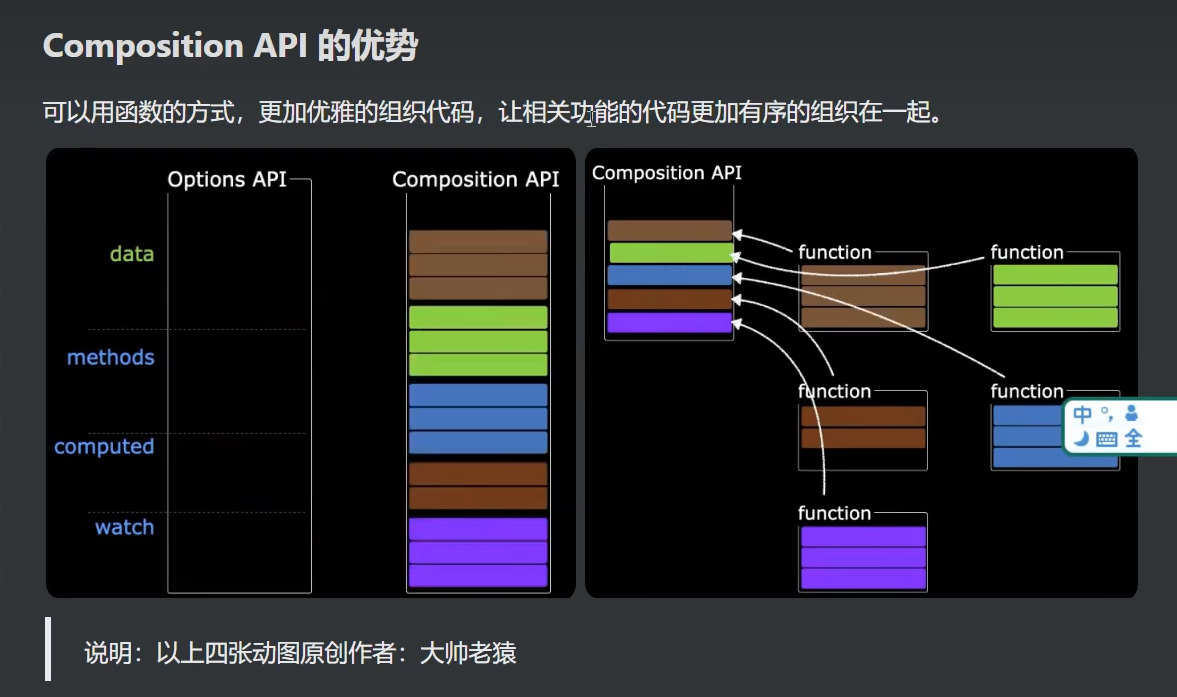 Composition API 的优势
可以用函数的方式，更加优雅的组织代码，让相关功能的代码更加有序的组织在一起。
Options API
Composition API
data
methods
computed
watch
Composition API
function
function
function
function
function
中 °，
全
说明：以上四张动图原创作者：大帅老猿